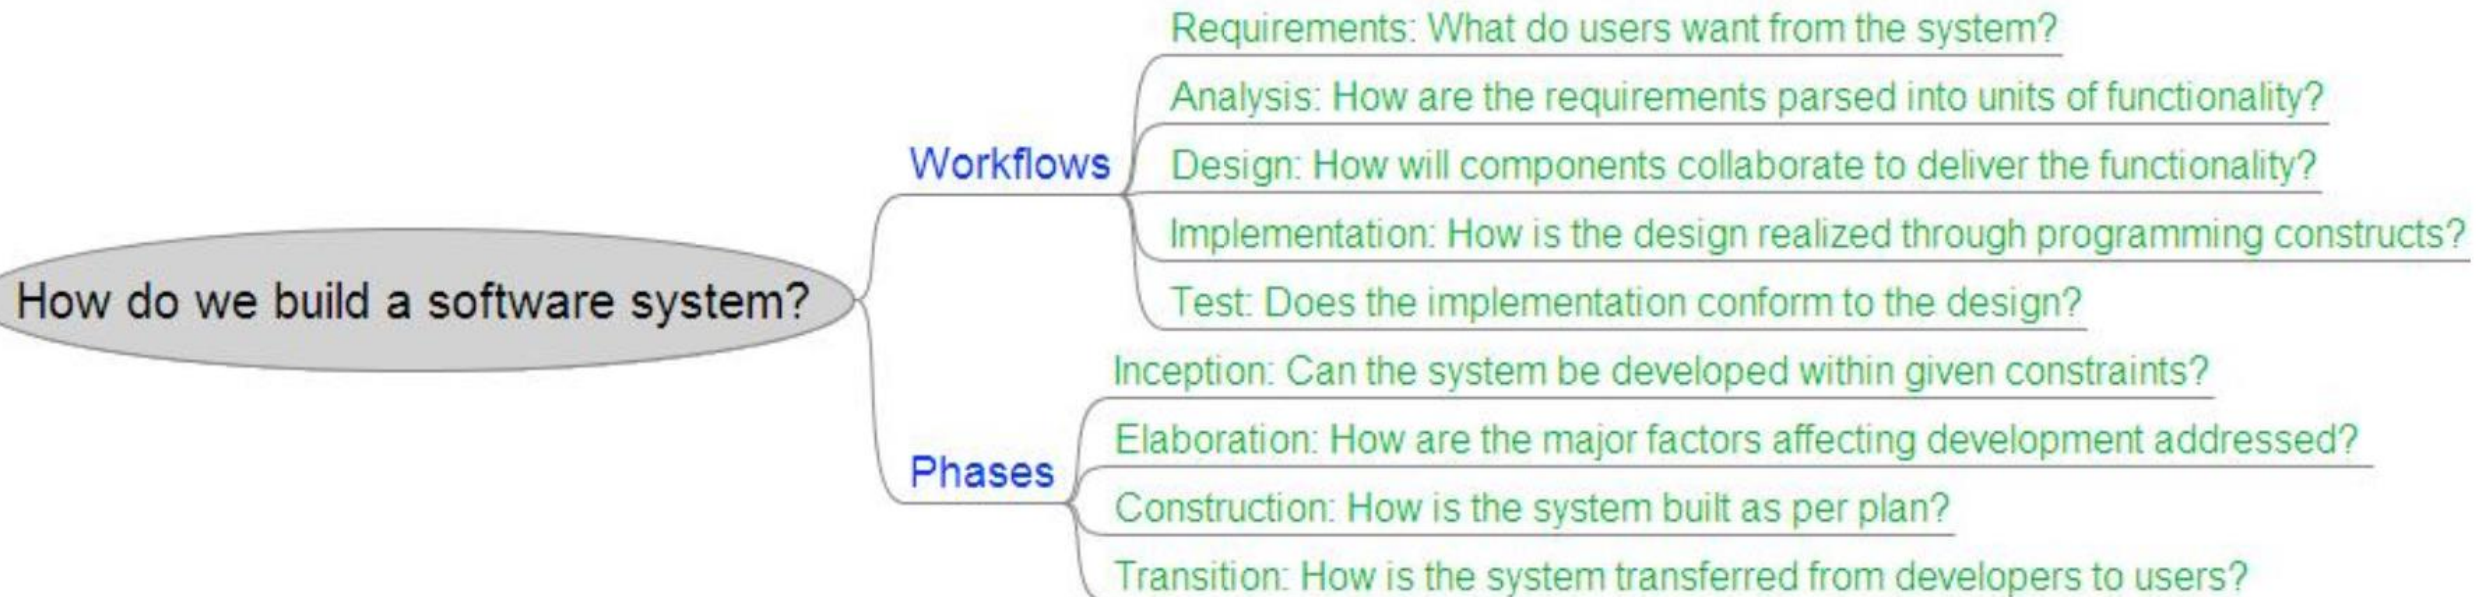 How do we build a software system?
Workflows
Requirements: What do users want from the system?
Analysis: How are the requirements parsed into units of functionality?
Design: How will components collaborate to deliver the functionality?
Implementation: How is the design realized through programming constructs?
Test: Does the implementation conform to the design?
Phases
Inception: Can the system be developed within given constraints?
Elaboration: How are the major factors affecting development addressed?
Construction: How is the system built as per plan?
Transition: How is the system transferred from developers to users?